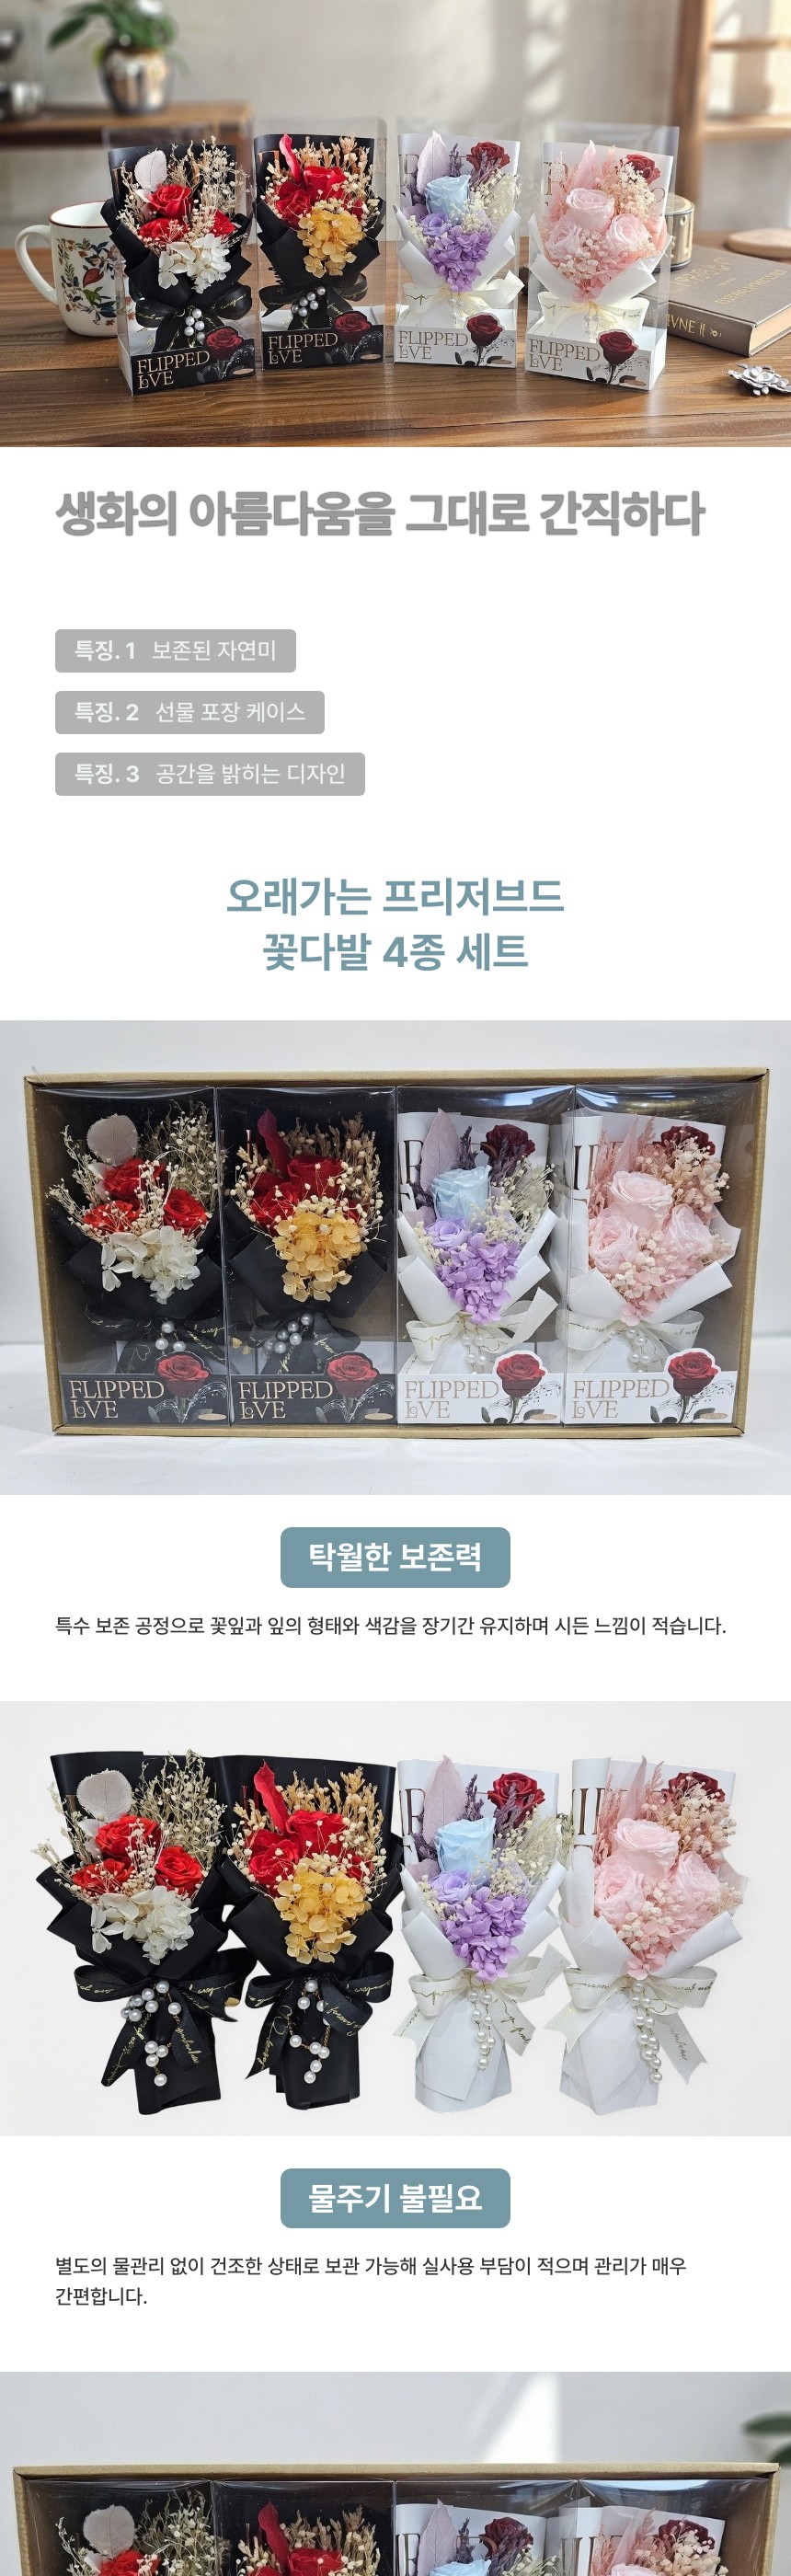 FLIPPED
LOVE
FLIPPED
LOVE
FLIPPED
LOVE
FLIPPED
LOVE
생화의 아름다움을 그대로 간직하다
특징. 1 보존된 자연미
특징. 2 선물 포장 케이스
특징. 3 공간을 밝히는 디자인
오래가는 프리저브드
꽃다발 4종 세트
FLIPPED
LOVE
FLIPPED
LOVE
FLIPPED
LOVE
FLIPPED
LOVE
탁월한 보존력
특수 보존 공정으로 꽃잎과 잎의 형태와 색감을 장기간 유지하며 시든 느낌이 적습니다.
물주기 불필요
별도의 물관리 없이 건조한 상태로 보관 가능해 실사용 부담이 적으며 관리가 매우
간편합니다.